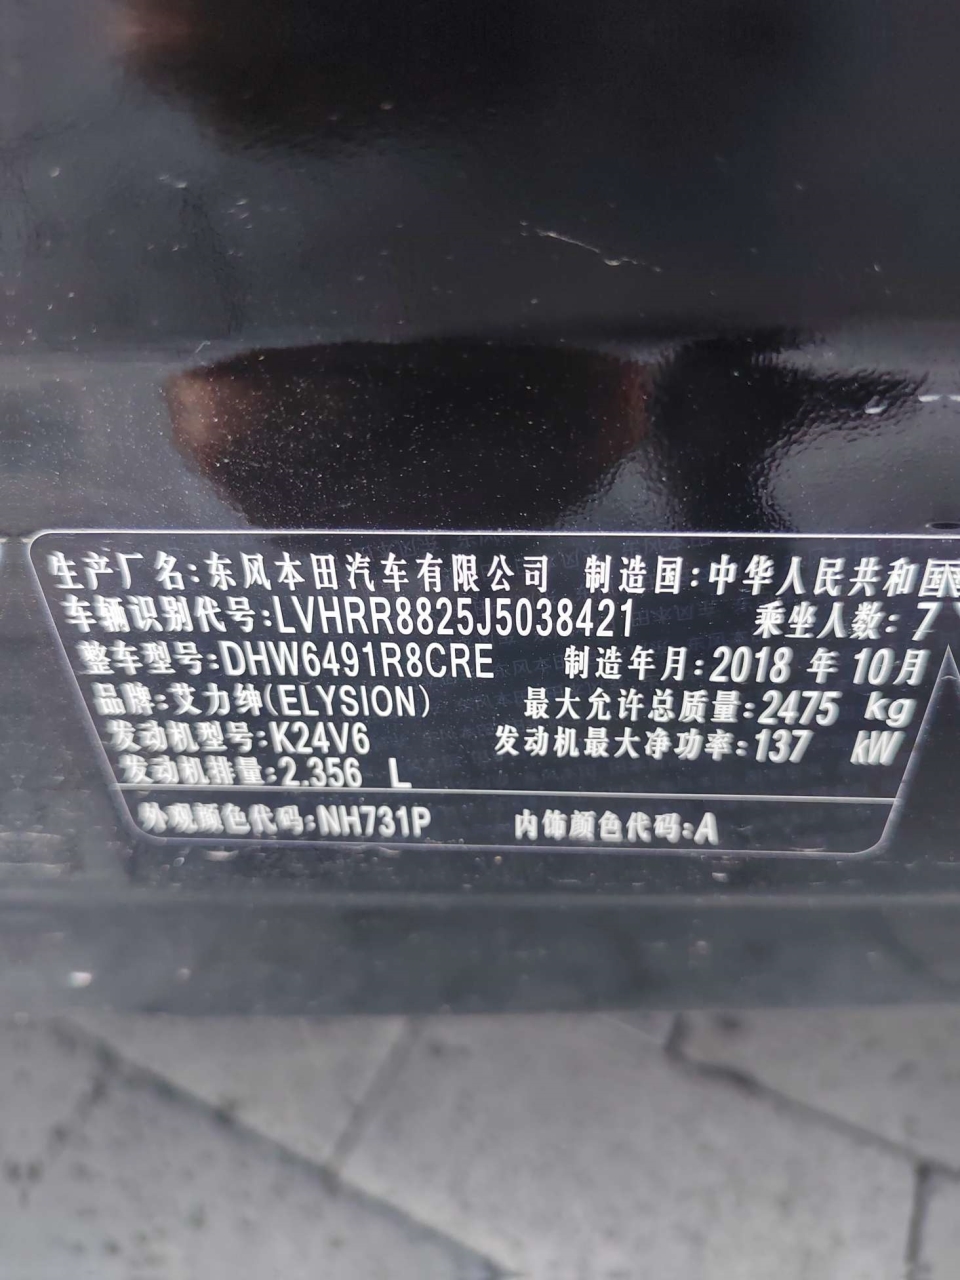 生产厂名:东风本田汽车有限公司 制造国:中华人民共和国
车辆识别代号:LVHRR8825J5038421 乘坐人数:7
整车型号:DHW6491R8CRE 制造年月:2018 年 10月
品牌:艾力绅(ELYSION) 最大允许总质量:2475 kg
发动机型号:K24V6 发动机最大净功率:137 kW
发动机排量:2.356 L
外观颜色代码:NH731P 内饰颜色代码:A